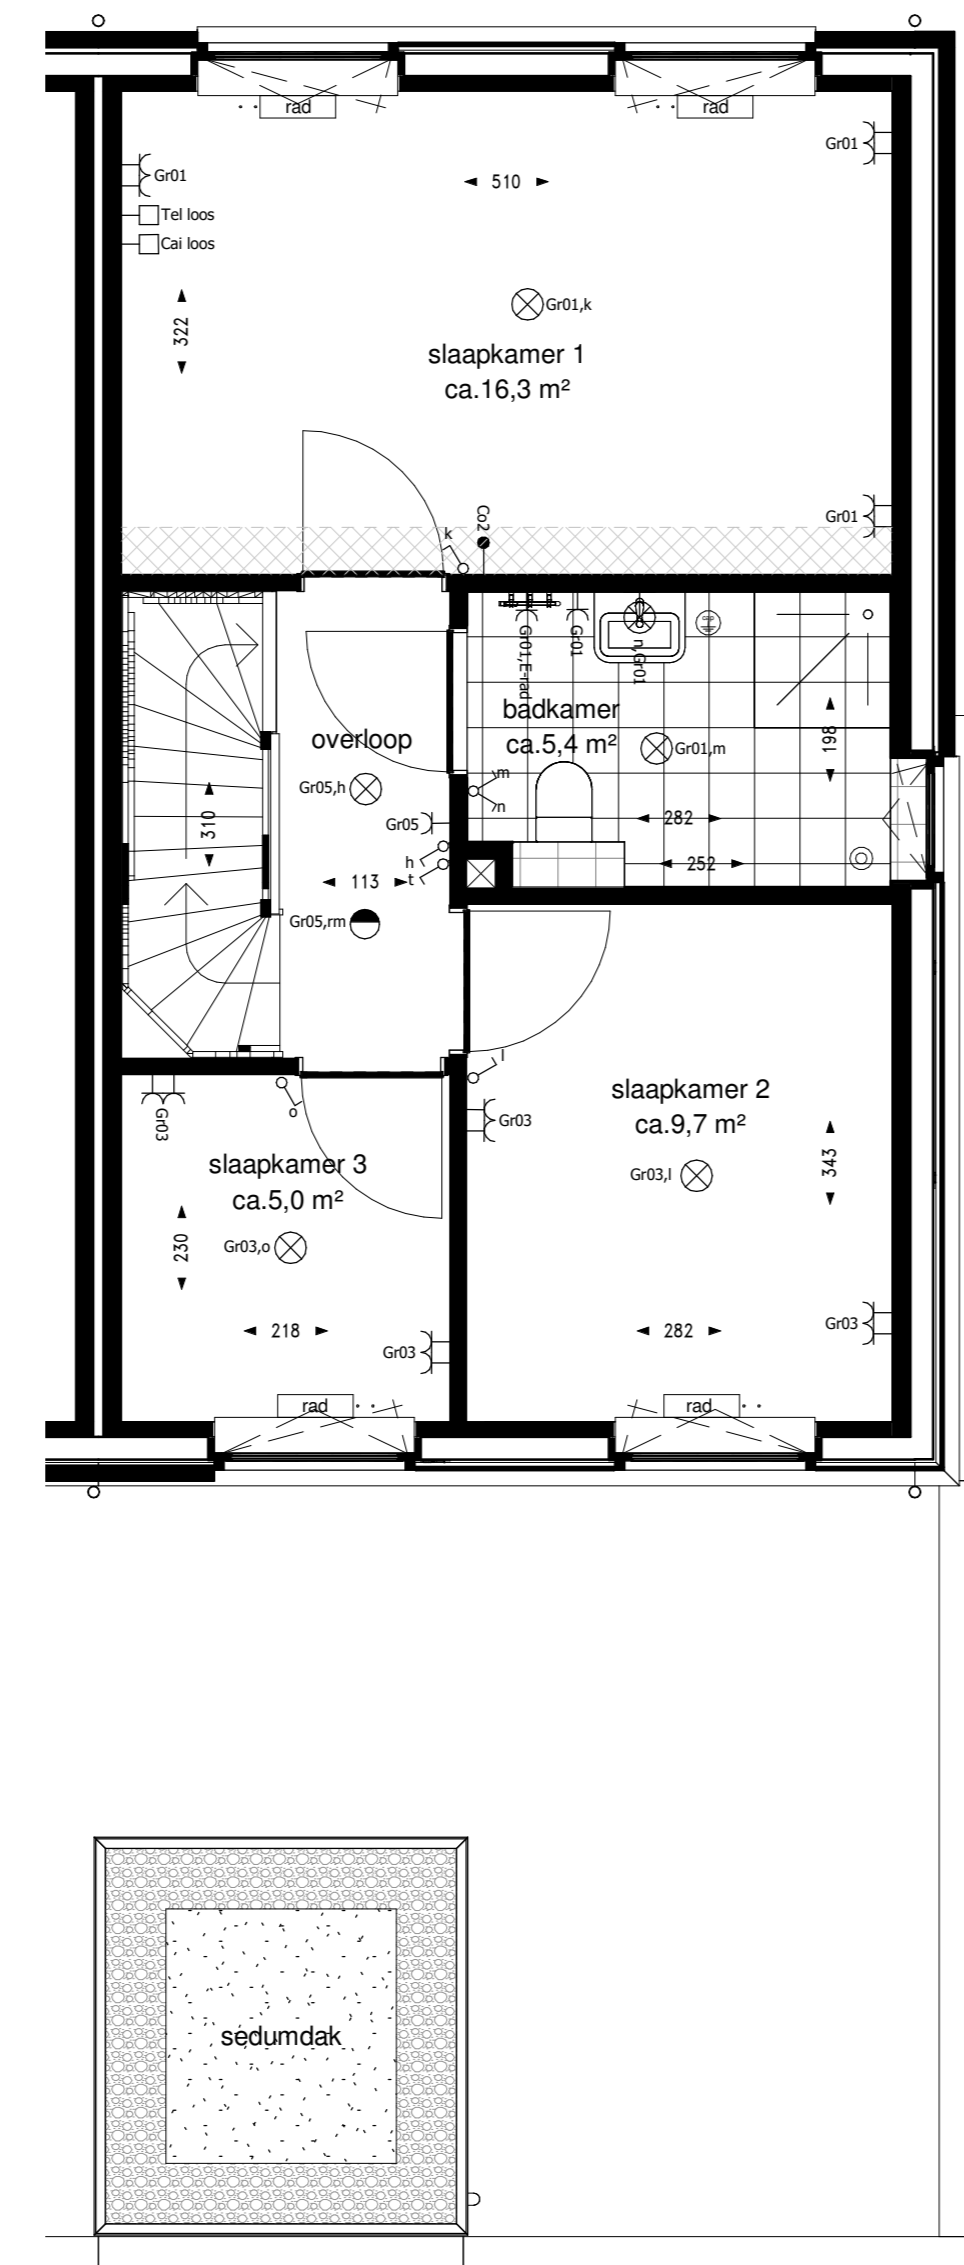 rad
rad
Gr01
Gr01
510
Tel loos
Cai loos
322
Gr01,k
slaapkamer 1
ca.16,3 m²
Gr01
Co2
k
Gr01,E-rad
Gr01
n,Gr01
badkamer
ca.5,4 m²
Gr01,m
198
overloop
Gr05,h
m
n
310
Gr05
282
h
252
113
t
Gr05,rm
l
slaapkamer 2
ca.9,7 m²
o
Gr03
Gr03
343
slaapkamer 3
ca.5,0 m²
Gr03,l
230
Gr03,o
218
282
Gr03
Gr03
rad
rad
sedumdak